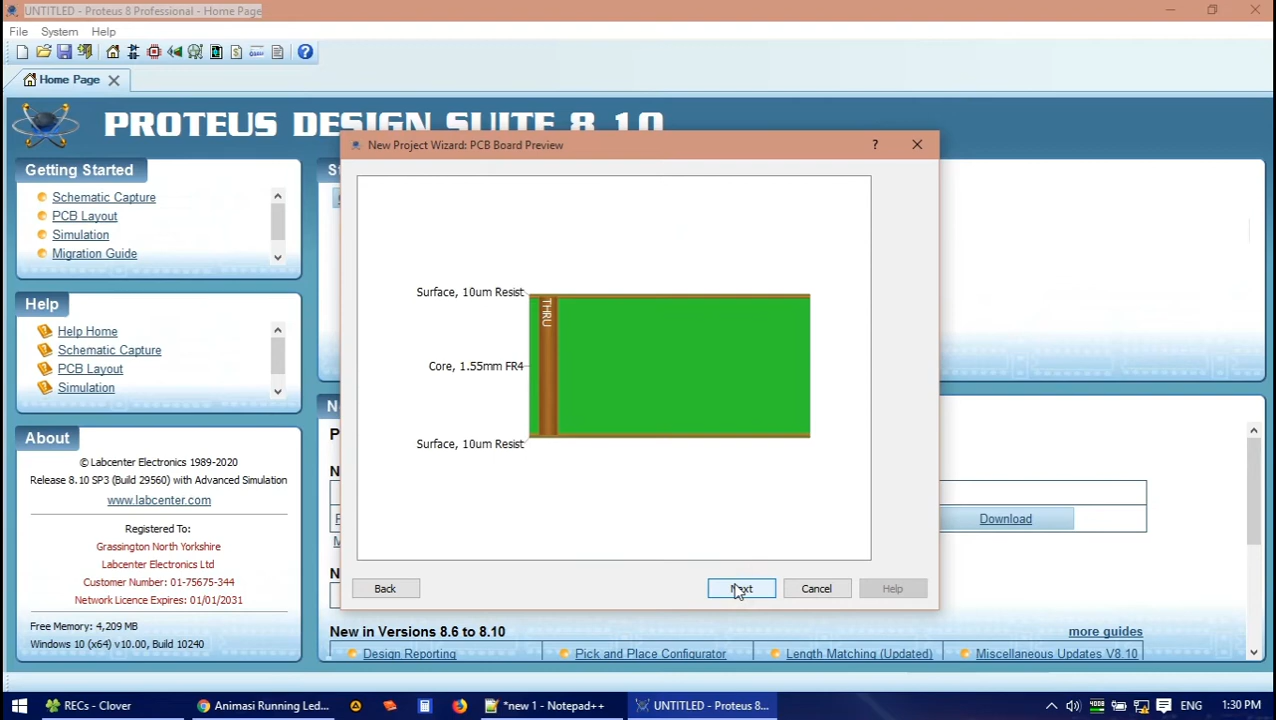 UNTITLED - Proteus 8 Professional - Home Page
File System Help
Home Page
PROTEUS DESIGN SUITE 8.10
New Project Wizard: PCB Board Preview
?
Getting Started
Schematic Capture
PCB Layout
Simulation
Migration Guide
Surface, 10um Resist
THRU
Core, 1.55mm FR4
Surface, 10um Resist
Back
Next
Cancel
Help
Help
Help Home
Schematic Capture
PCB Layout
Simulation
About
© Labcenter Electronics 1989-2020
Release 8.10 SP3 (Build 29560) with Advanced Simulation
www.labcenter.com
Registered To:
Grassington North Yorkshire
Labcenter Electronics Ltd
Customer Number: 01-75675-344
Network Licence Expires: 01/01/2031
Free Memory: 4,209 MB
Windows 10 (x64) v10.00, Build 10240
Download
New in Versions 8.6 to 8.10
more guides
Design Reporting
Pick and Place Configurator
Length Matching (Updated)
Miscellaneous Updates V8.10
RECs - Clover
Animasi Running Led...
*new 1 - Notepad++
UNTITLED - Proteus 8...
ENG
1:30 PM